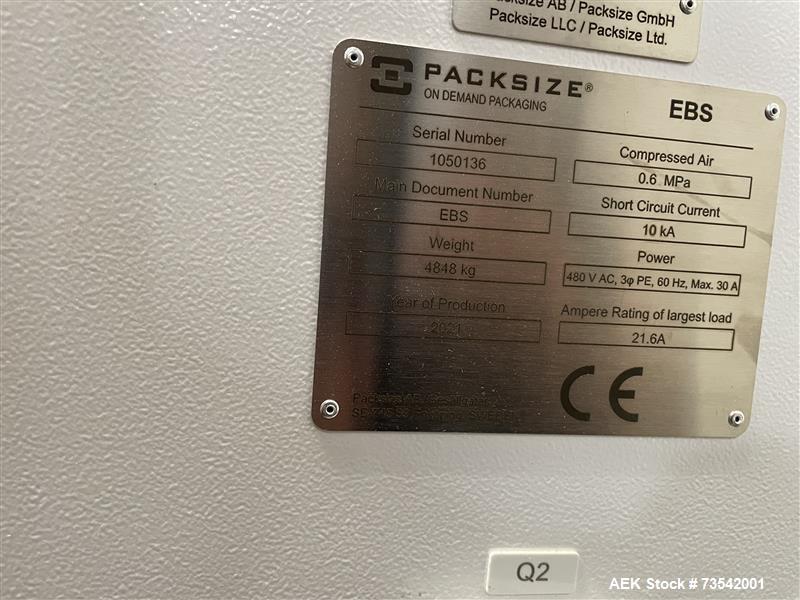 Packsize AB / Packsize GmbH
Packsize LLC / Packsize Ltd.
PACKSIZE®
ON DEMAND PACKAGING
EBS
Serial Number
1050136
Main Document Number
EBS
Weight
4848 kg
Year of Production
2021
Compressed Air
0.6 MPa
Short Circuit Current
10 kA
Power
480 V AC, 3φ PE, 60 Hz, Max. 30 A
Ampere Rating of largest load
21.6A
Packsize AB,
CE
Q2
AEK Stock # 73542001